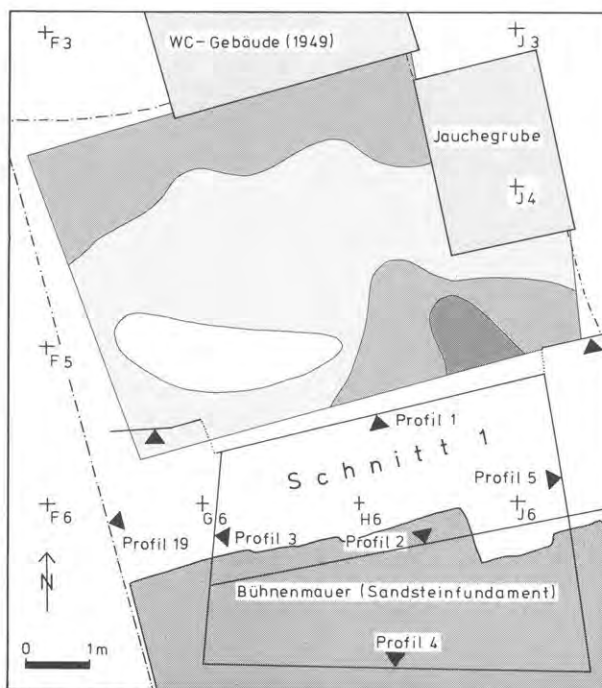 F3
WC-Gebäude (1949)
J3
Jauchegrube
J4
F5
Profil 1
Schnitt 1
Profil 5
F6
G6
H6
J6
Profil 19
Profil 3
Profil 2
N
Bühnenmauer (Sandsteinfundament)
0 1m
Profil 4